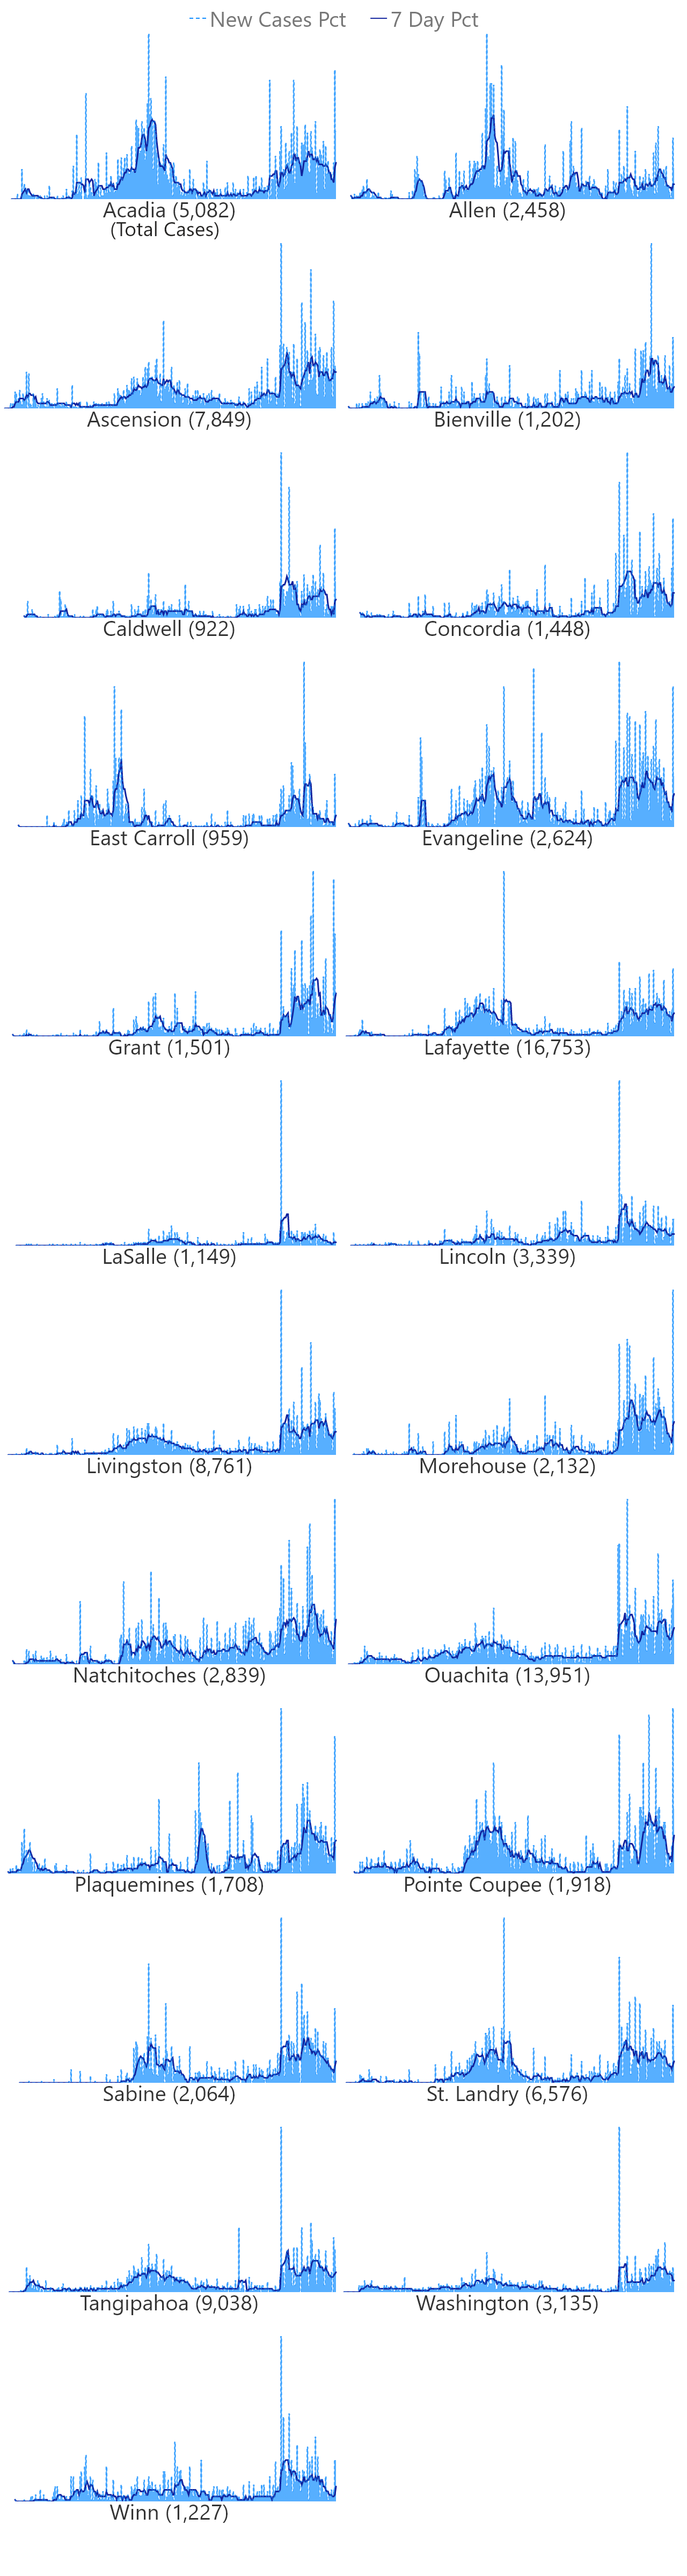 New Cases Pct 7 Day Pct
Acadia (5,082) Allen (2,458)
(Total Cases)
Ascension (7,849) Bienville (1,202)
Caldwell (922) Concordia (1,448)
East Carroll (959) Evangeline (2,624)
Grant (1,501) Lafayette (16,753)
LaSalle (1,149) Lincoln (3,339)
Livingston (8,761) Morehouse (2,132)
Natchitoches (2,839) Ouachita (13,951)
Plaquemines (1,708) Pointe Coupee (1,918)
Sabine (2,064) St. Landry (6,576)
Tangipahoa (9,038) Washington (3,135)
Winn (1,227)